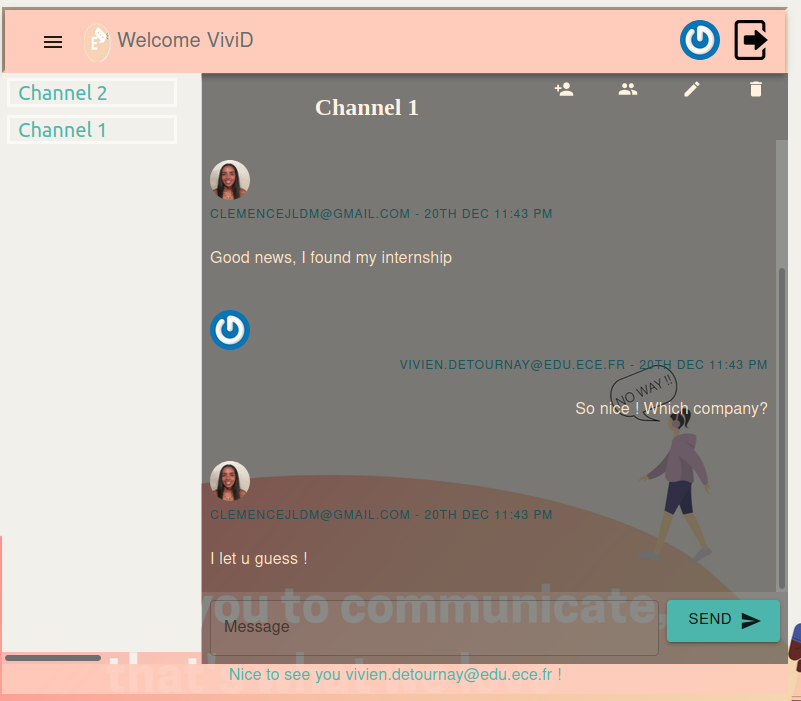 E
Welcome ViviD
Channel 2
Channel 1
Channel 1
CLEMENCEJLDM@GMAIL.COM - 20TH DEC 11:43 PM
Good news, I found my internship
VIVIEN.DETOURNAY@EDU.ECE.FR - 20TH DEC 11:43 PM
NO WAY !!
So nice ! Which company?
CLEMENCEJLDM@GMAIL.COM - 20TH DEC 11:43 PM
I let u guess !
you to communicate,
Message
SEND
that's
Nice to see you vivien.detournay@edu.ece.fr !